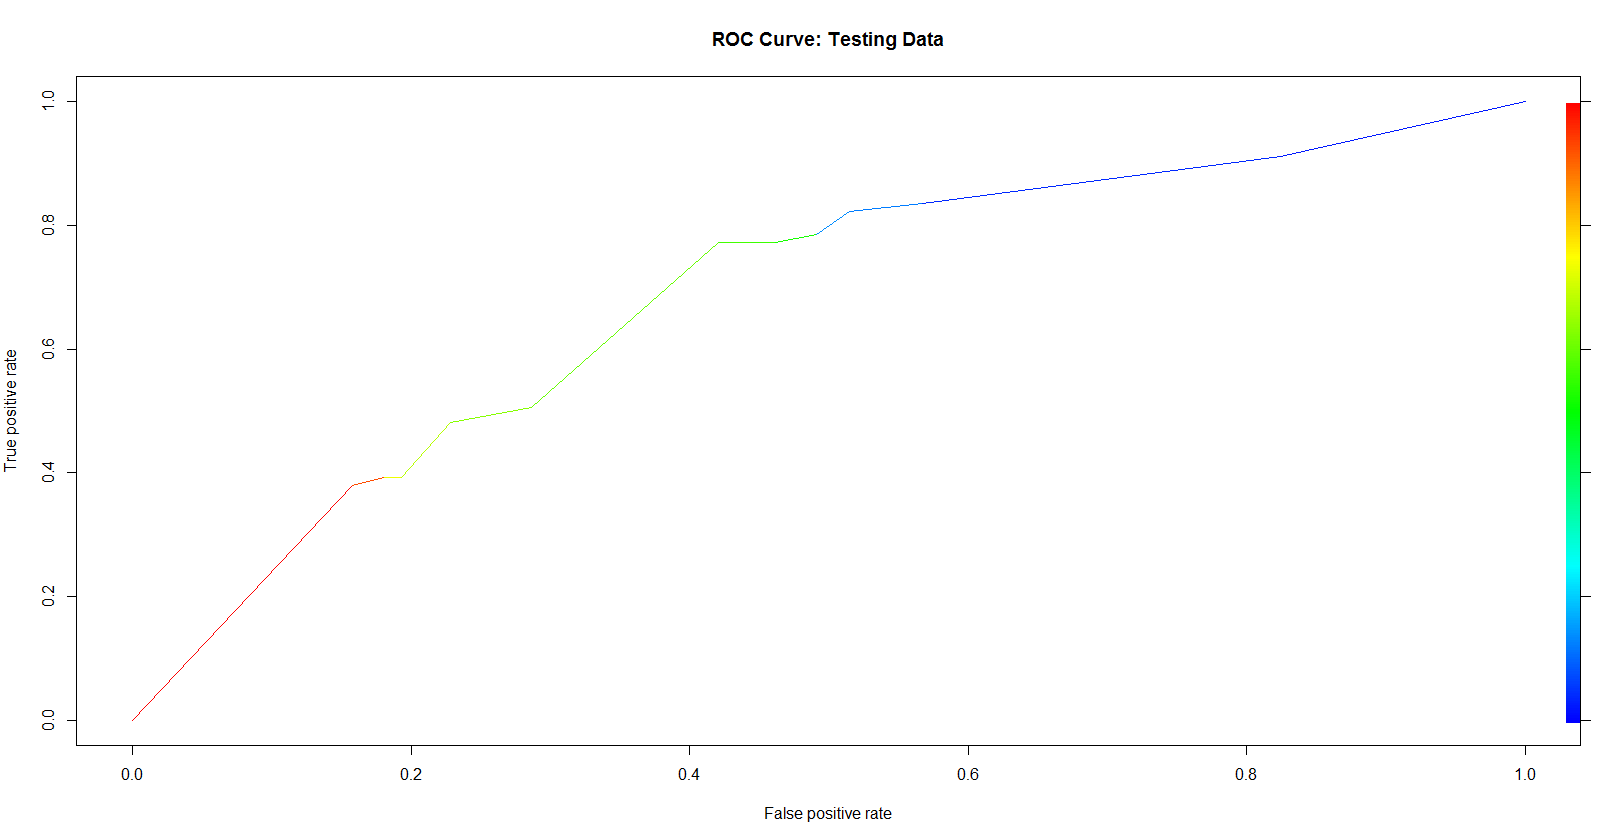 ROC Curve: Testing Data
True positive rate
1.0
0.8
0.6
0.4
0.2
0.0
0.0 0.2 0.4 0.6 0.8 1.0
False positive rate